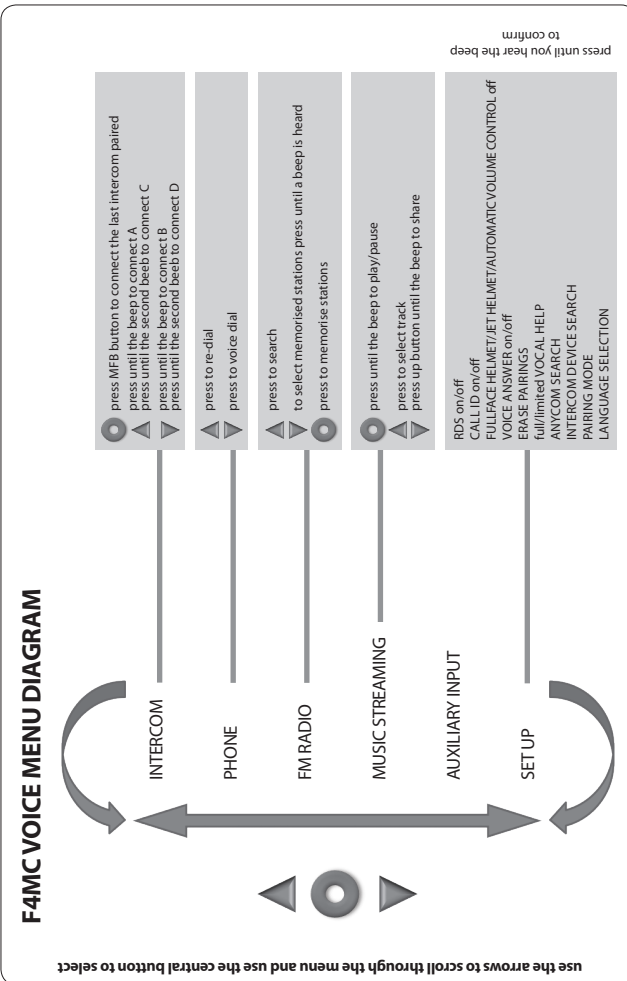 F4MC VOICE MENU DIAGRAM
use the arrows to scroll through the menu and use the central button to select
INTERCOM
press MFB button to connect the last intercom paired
press until the beep to connect A
press until the second beeb to connect C
press until the beep to connect B
press until the second beeb to connect D
PHONE
press to re-dial
press to voice dial
FM RADIO
press to search
to select memorised stations press until a beep is heard
press to memorise stations
MUSIC STREAMING
press until the beep to play/pause
press to select track
press up button until the beep to share
AUXILIARY INPUT
SET UP
RDS on/off
CALL ID on/off
FULLFACE HELMET/JET HELMET/AUTOMATIC VOLUME CONTROL off
VOICE ANSWER on/off
ERASE PAIRINGS
full/limited VOCAL HELP
ANYCOM SEARCH
INTERCOM DEVICE SEARCH
PAIRING MODE
LANGUAGE SELECTION
press until you hear the beep
to confirm